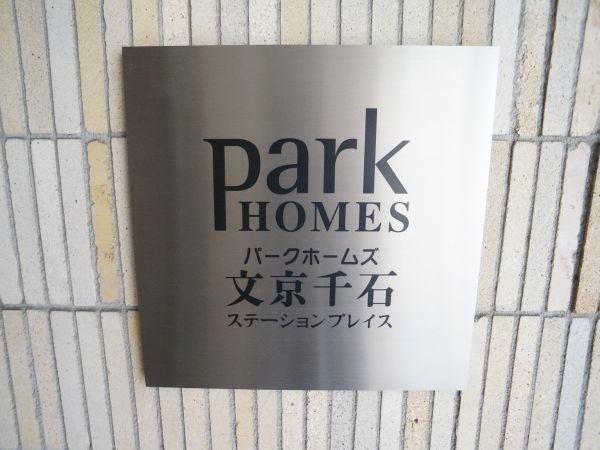 park
HOMES
パークホームズ
文京千石
ステーションプレイス